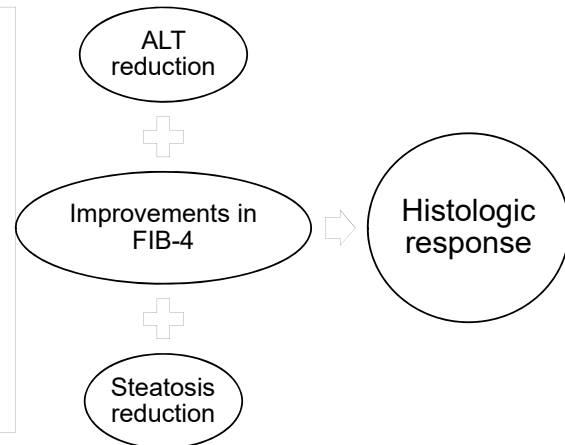 ALT
reduction
Improvements in
FIB-4
Histologic
response
Steatosis
reduction